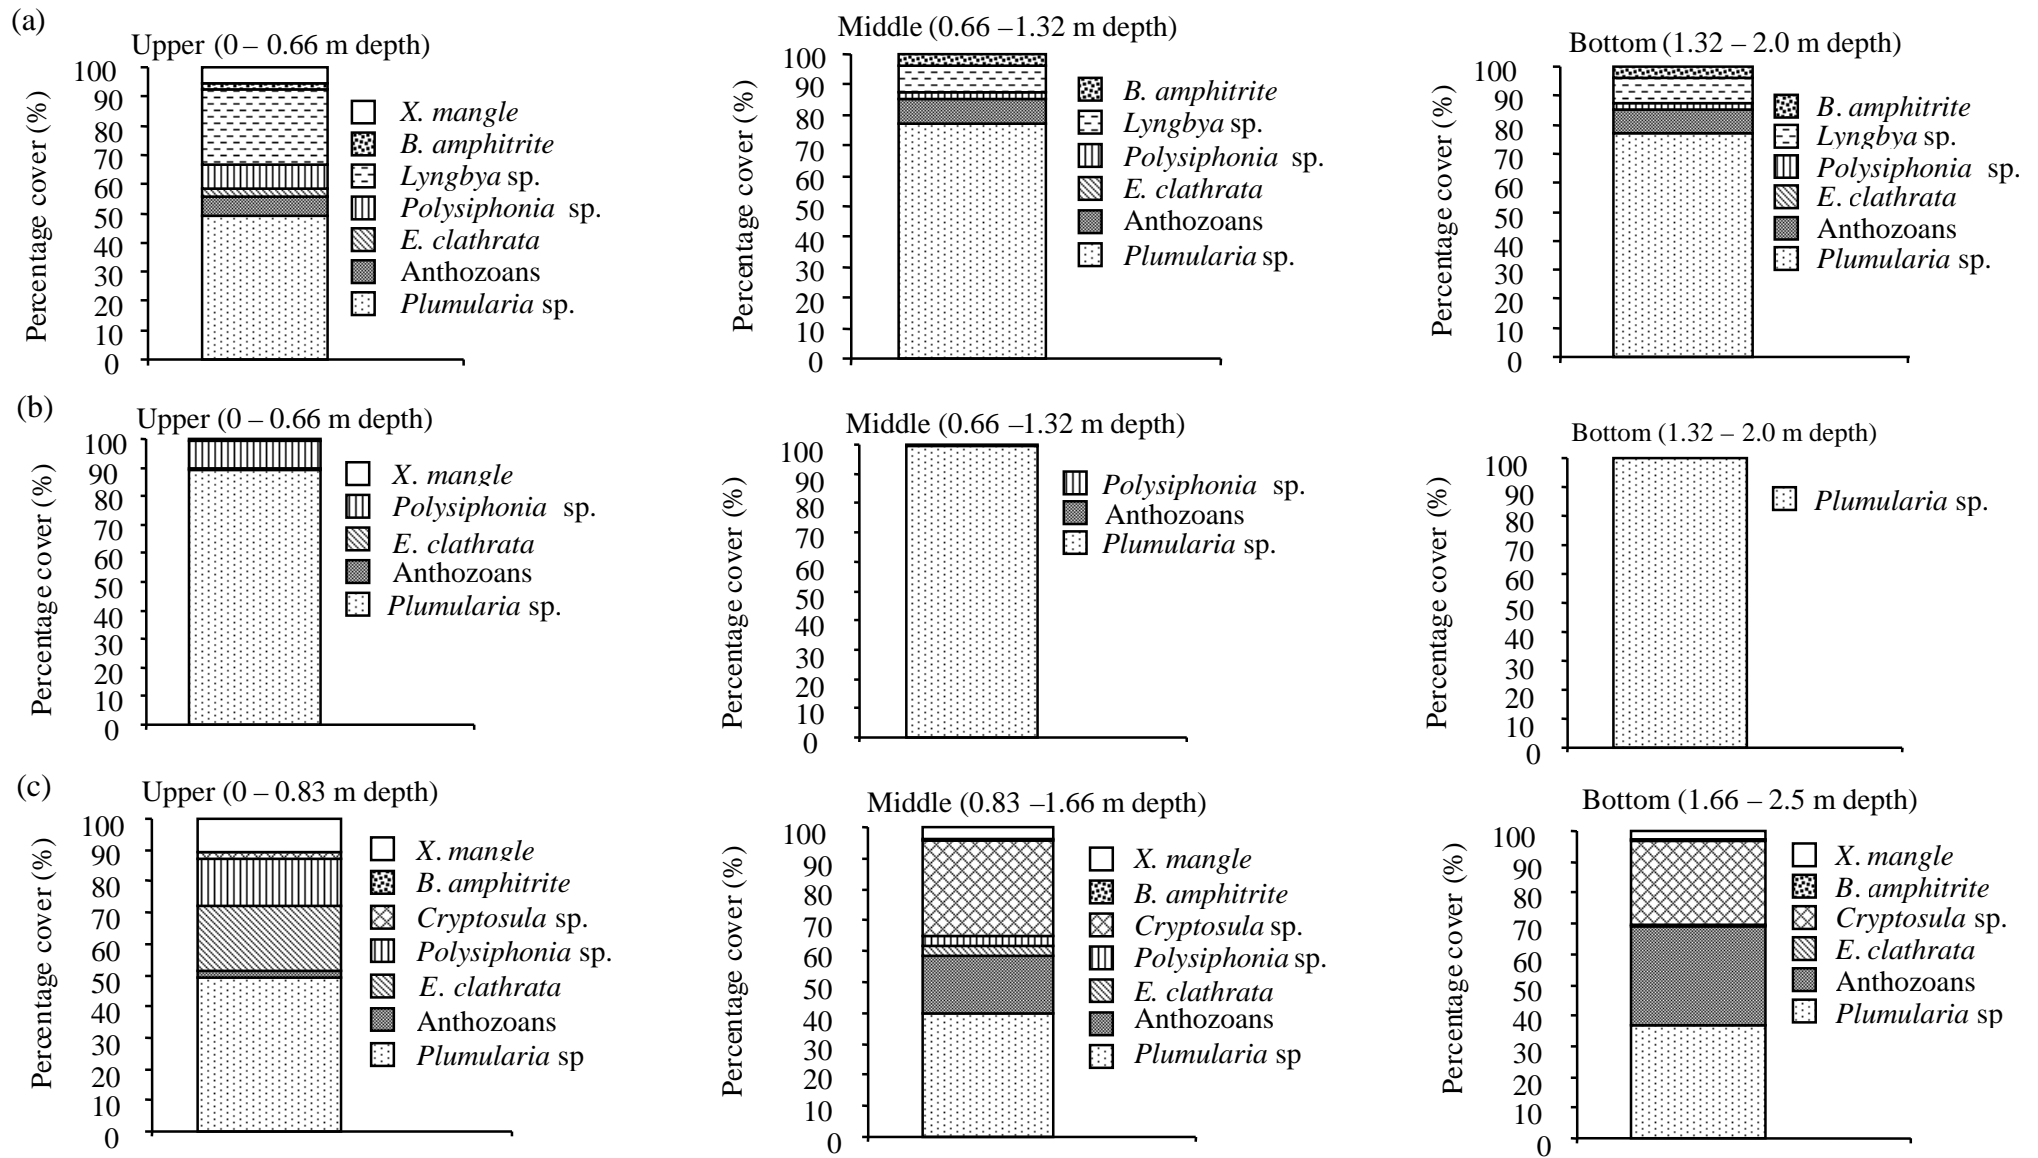 (a)
Upper (0 – 0.66 m depth)
Percentage cover (%)
100
90
80
70
60
50
40
30
20
10
0
X. mangle
B. amphitrite
Lyngbya sp.
Polysiphonia sp.
E. clathrata
Anthozoans
Plumularia sp.
Middle (0.66 –1.32 m depth)
Percentage cover (%)
100
90
80
70
60
50
40
30
20
10
0
B. amphitrite
Lyngbya sp.
Polysiphonia sp.
E. clathrata
Anthozoans
Plumularia sp.
Bottom (1.32 – 2.0 m depth)
Percentage cover (%)
100
90
80
70
60
50
40
30
20
10
0
B. amphitrite
Lyngbya sp.
Polysiphonia sp.
E. clathrata
Anthozoans
Plumularia sp.
(b)
Upper (0 – 0.66 m depth)
Percentage cover (%)
100
90
80
70
60
50
40
30
20
10
0
X. mangle
Polysiphonia sp.
E. clathrata
Anthozoans
Plumularia sp.
Middle (0.66 –1.32 m depth)
Percentage cover (%)
100
90
80
70
60
50
40
30
20
10
0
Polysiphonia sp.
Anthozoans
Plumularia sp.
Bottom (1.32 – 2.0 m depth)
Percentage cover (%)
100
90
80
70
60
50
40
30
20
10
0
Plumularia sp.
(c)
Upper (0 – 0.83 m depth)
Percentage cover (%)
100
90
80
70
60
50
40
30
20
10
0
X. mangle
B. amphitrite
Cryptosula sp.
Polysiphonia sp.
E. clathrata
Anthozoans
Plumularia sp
Middle (0.83 –1.66 m depth)
Percentage cover (%)
100
90
80
70
60
50
40
30
20
10
0
X. mangle
B. amphitrite
Cryptosula sp.
Polysiphonia sp.
E. clathrata
Anthozoans
Plumularia sp
Bottom (1.66 – 2.5 m depth)
Percentage cover (%)
100
90
80
70
60
50
40
30
20
10
0
X. mangle
B. amphitrite
Cryptosula sp.
E. clathrata
Anthozoans
Plumularia sp